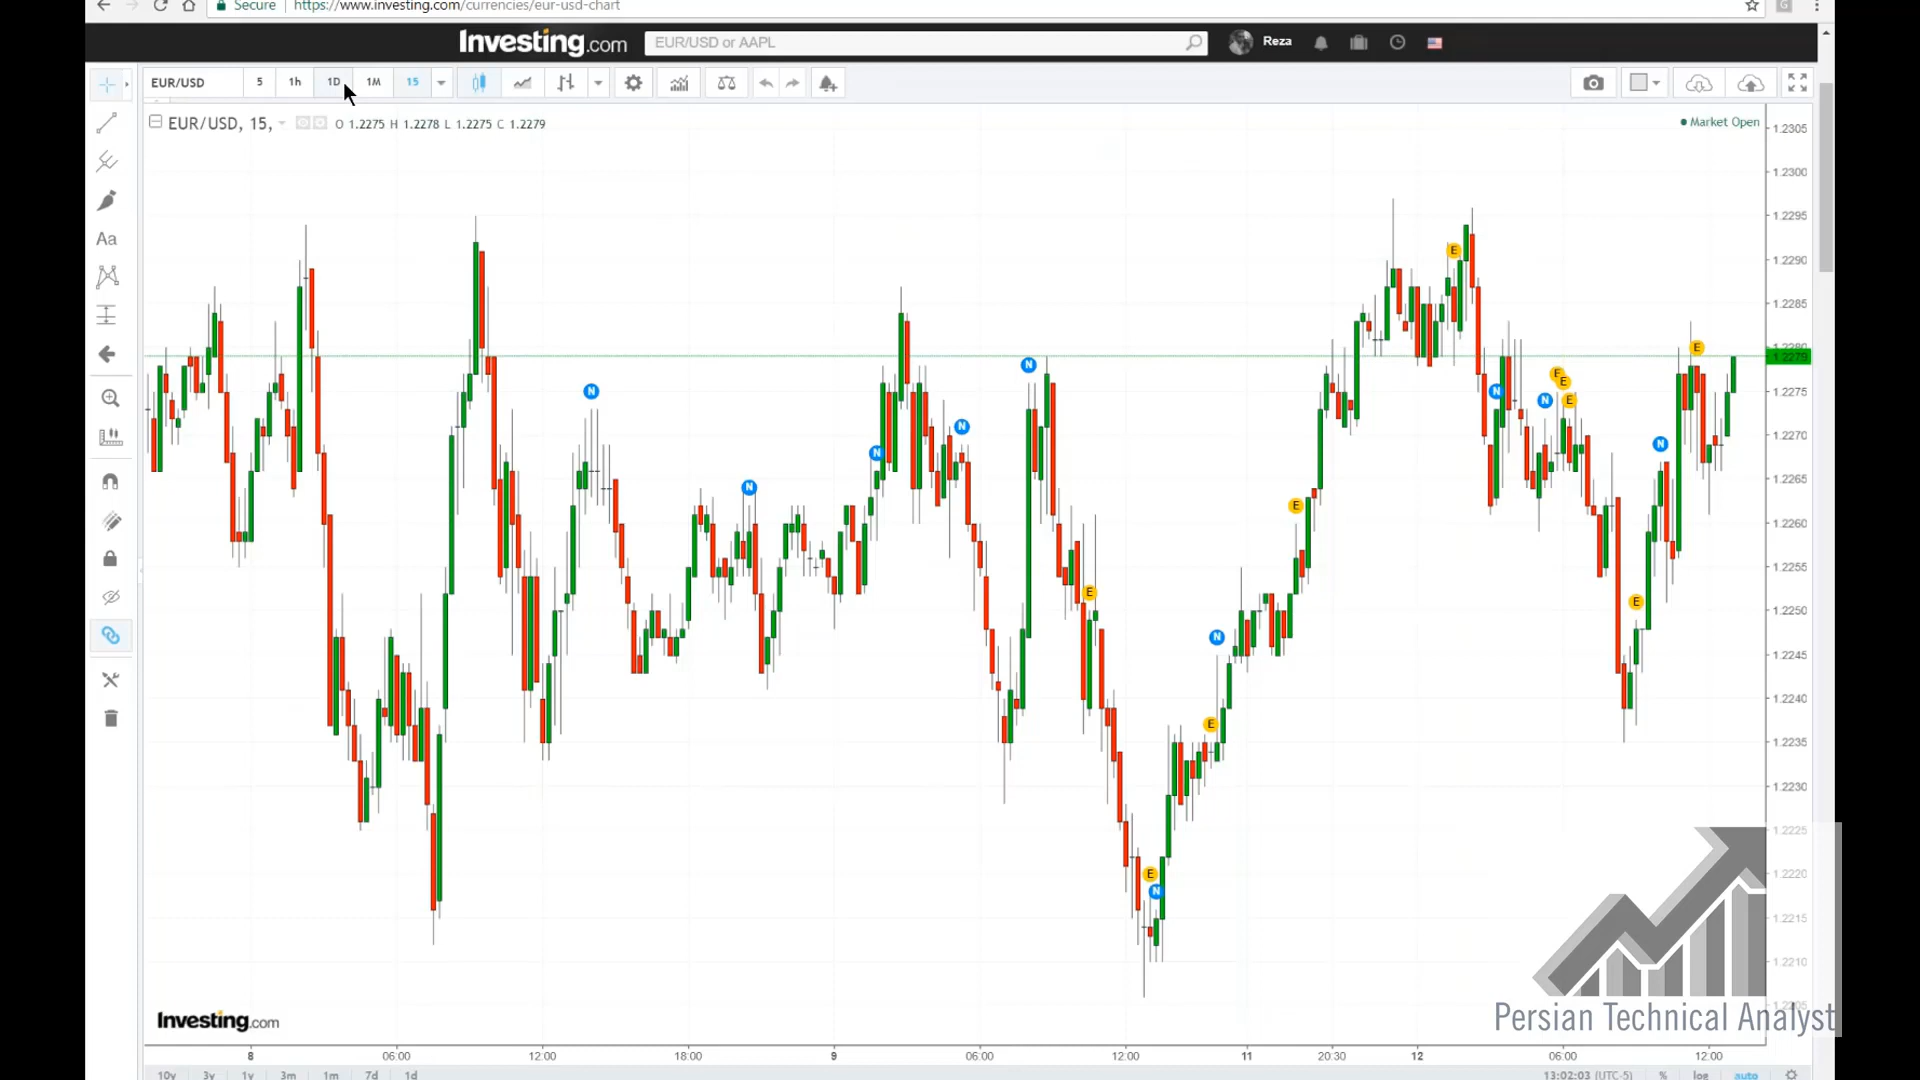 Secure https://www.investing.com/currencies/eur-usd-chart
Investing.com EUR/USD or AAPL Reza
EUR/USD 5 1h 1D 1M 15
EUR/USD, 15, O 1.2275 H 1.2278 L 1.2275 C 1.2279
Market Open
1.2305
1.2300
1.2295
1.2290
1.2285
1.2280
1.2279
1.2275
1.2270
1.2265
1.2260
1.2255
1.2250
1.2245
1.2240
1.2235
1.2230
1.2225
1.2220
1.2215
1.2210
1.2205
E
N
N
E
E
E
N
N
E
N
N
N
N
N
E
E
E
N
E
E
N
Aa
Persian Technical Analyst
Investing.com
8 06:00 12:00 18:00 9 06:00 12:00 11 20:30 12 06:00 12:00
10y 3y 1y 3m 1m 7d 1d 13:02:03 (UTC-5) % log auto